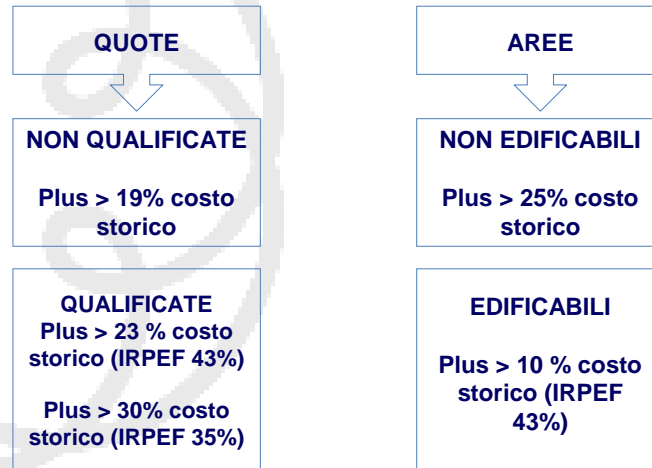 QUOTE
NON QUALIFICATE
Plus > 19% costo
storico
QUALIFICATE
Plus > 23 % costo
storico (IRPEF 43%)
Plus > 30% costo
storico (IRPEF 35%)
AREE
NON EDIFICABILI
Plus > 25% costo
storico
EDIFICABILI
Plus > 10 % costo
storico (IRPEF
43%)